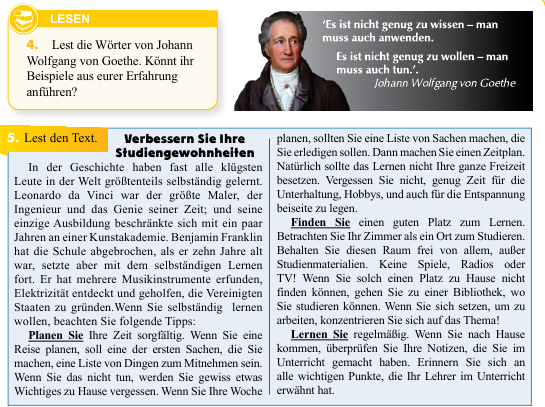 LESEN
4. Lest die Wörter von Johann
Wolfgang von Goethe. Könnt ihr
Beispiele aus eurer Erfahrung
anführen?
‘Es ist nicht genug zu wissen – man
muss auch anwenden.
Es ist nicht genug zu wollen – man
muss auch tun.’.
Johann Wolfgang von Goethe
5. Lest den Text.
Verbessern Sie Ihre
Studiengewohnheiten
In der Geschichte haben fast alle klügsten
Leute in der Welt größtenteils selbständig gelernt.
Leonardo da Vinci war der größte Maler, der
Ingenieur und das Genie seiner Zeit; und seine
einzige Ausbildung beschränkte sich mit ein paar
Jahren an einer Kunstakademie. Benjamin Franklin
hat die Schule abgebrochen, als er zehn Jahre alt
war, setzte aber mit dem selbständigen Lernen
fort. Er hat mehrere Musikinstrumente erfunden,
Elektrizität entdeckt und geholfen, die Vereinigten
Staaten zu gründen.Wenn Sie selbständig lernen
wollen, beachten Sie folgende Tipps:
Planen Sie Ihre Zeit sorgfältig. Wenn Sie eine
Reise planen, soll eine der ersten Sachen, die Sie
machen, eine Liste von Dingen zum Mitnehmen sein.
Wenn Sie das nicht tun, werden Sie gewiss etwas
Wichtiges zu Hause vergessen. Wenn Sie Ihre Woche
planen, sollten Sie eine Liste von Sachen machen, die
Sie erledigen sollen. Dann machen Sie einen Zeitplan.
Natürlich sollte das Lernen nicht Ihre ganze Freizeit
besetzen. Vergessen Sie nicht, genug Zeit für die
Unterhaltung, Hobbys, und auch für die Entspannung
beiseite zu legen.
Finden Sie einen guten Platz zum Lernen.
Betrachten Sie Ihr Zimmer als ein Ort zum Studieren.
Behalten Sie diesen Raum frei von allem, außer
Studienmaterialien. Keine Spiele, Radios oder
TV! Wenn Sie solch einen Platz zu Hause nicht
finden können, gehen Sie zu einer Bibliothek, wo
Sie studieren können. Wenn Sie sich setzen, um zu
arbeiten, konzentrieren Sie sich auf das Thema!
Lernen Sie regelmäßig. Wenn Sie nach Hause
kommen, überprüfen Sie Ihre Notizen, die Sie im
Unterricht gemacht haben. Erinnern Sie sich an
alle wichtigen Punkte, die Ihr Lehrer im Unterricht
erwähnt hat.